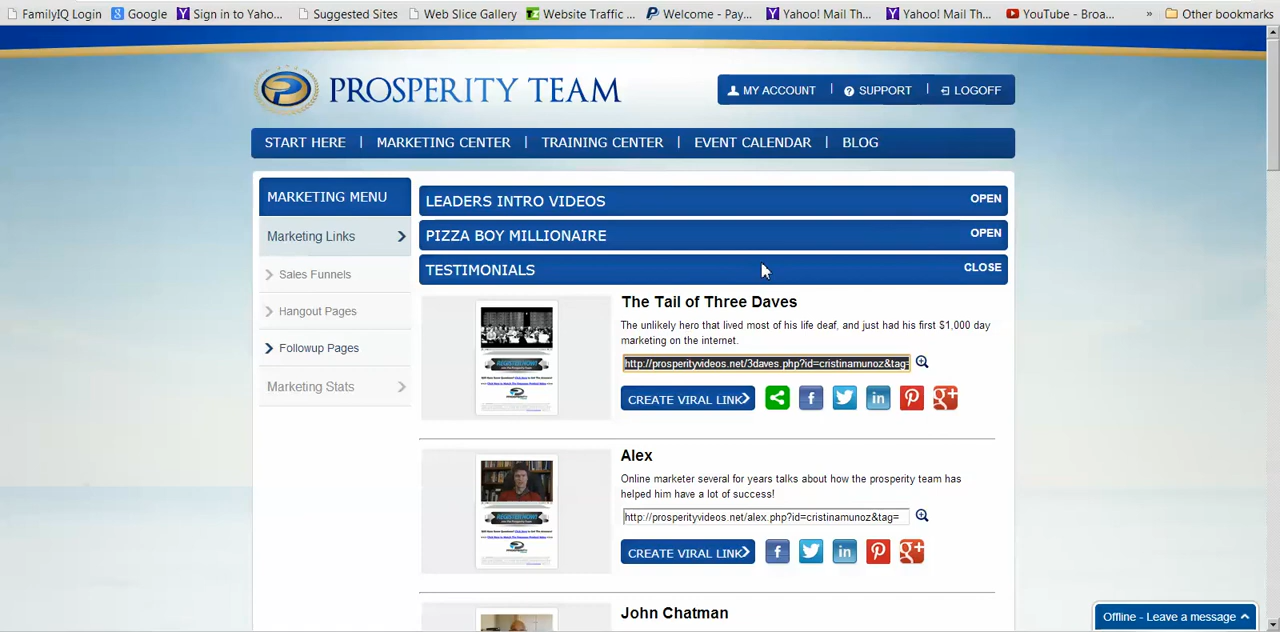 FamilyIQ Login Google Sign in to Yaho... Suggested Sites Web Slice Gallery Website Traffic ... Welcome - Pay... Yahoo! Mail Th... Yahoo! Mail Th... YouTube - Broa... » Other bookmarks
PROSPERITY TEAM
MY ACCOUNT | SUPPORT | LOGOFF
START HERE | MARKETING CENTER | TRAINING CENTER | EVENT CALENDAR | BLOG
MARKETING MENU
Marketing Links
Sales Funnels
Hangout Pages
Followup Pages
Marketing Stats
LEADERS INTRO VIDEOS OPEN
PIZZA BOY MILLIONAIRE OPEN
TESTIMONIALS CLOSE
The Tail of Three Daves
The unlikely hero that lived most of his life deaf, and just had his first $1,000 day
marketing on the internet.
http://prosperityvideos.net/3daves.php?id=cristinamunoz&tag=
CREATE VIRAL LINK
Alex
Online marketer several for years talks about how the prosperity team has
helped him have a lot of success!
http://prosperityvideos.net/alex.php?id=cristinamunoz&tag=
CREATE VIRAL LINK
John Chatman
Offline - Leave a message